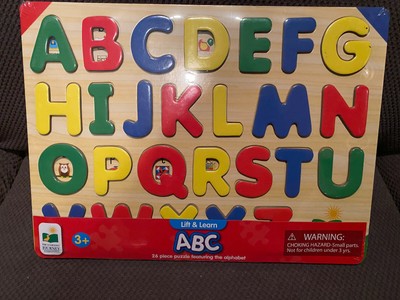 ABCDEFG
HIJKLMN
OPQRSTU
Lift & Learn
ABC
26 piece puzzle featuring the alphabet
3+
WARNING:
CHOKING HAZARD-Small parts.
Not for children under 3 yrs.